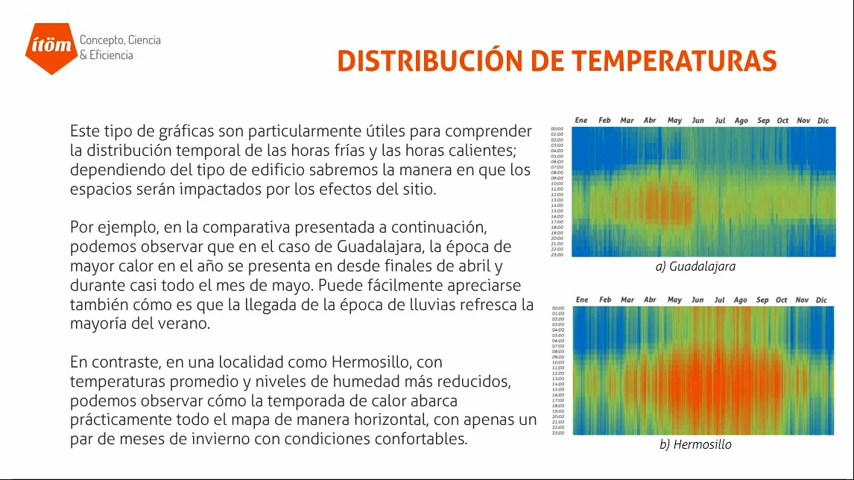 ítöm
Concepto, Ciencia
& Eficiencia
DISTRIBUCIÓN DE TEMPERATURAS
Este tipo de gráficas son particularmente útiles para comprender
la distribución temporal de las horas frías y las horas calientes;
dependiendo del tipo de edificio sabremos la manera en que los
espacios serán impactados por los efectos del sitio.
Por ejemplo, en la comparativa presentada a continuación,
podemos observar que en el caso de Guadalajara, la época de
mayor calor en el año se presenta en desde finales de abril y
durante casi todo el mes de mayo. Puede fácilmente apreciarse
también cómo es que la llegada de la época de lluvias refresca la
mayoría del verano.
En contraste, en una localidad como Hermosillo, con
temperaturas promedio y niveles de humedad más reducidos,
podemos observar cómo la temporada de calor abarca
prácticamente todo el mapa de manera horizontal, con apenas un
par de meses de invierno con condiciones confortables.
Ene Feb Mar Abr May Jun Jul Ago Sep Oct Nov Dic
a) Guadalajara
Ene Feb Mar Abr May Jun Jul Ago Sep Oct Nov Dic
b) Hermosillo